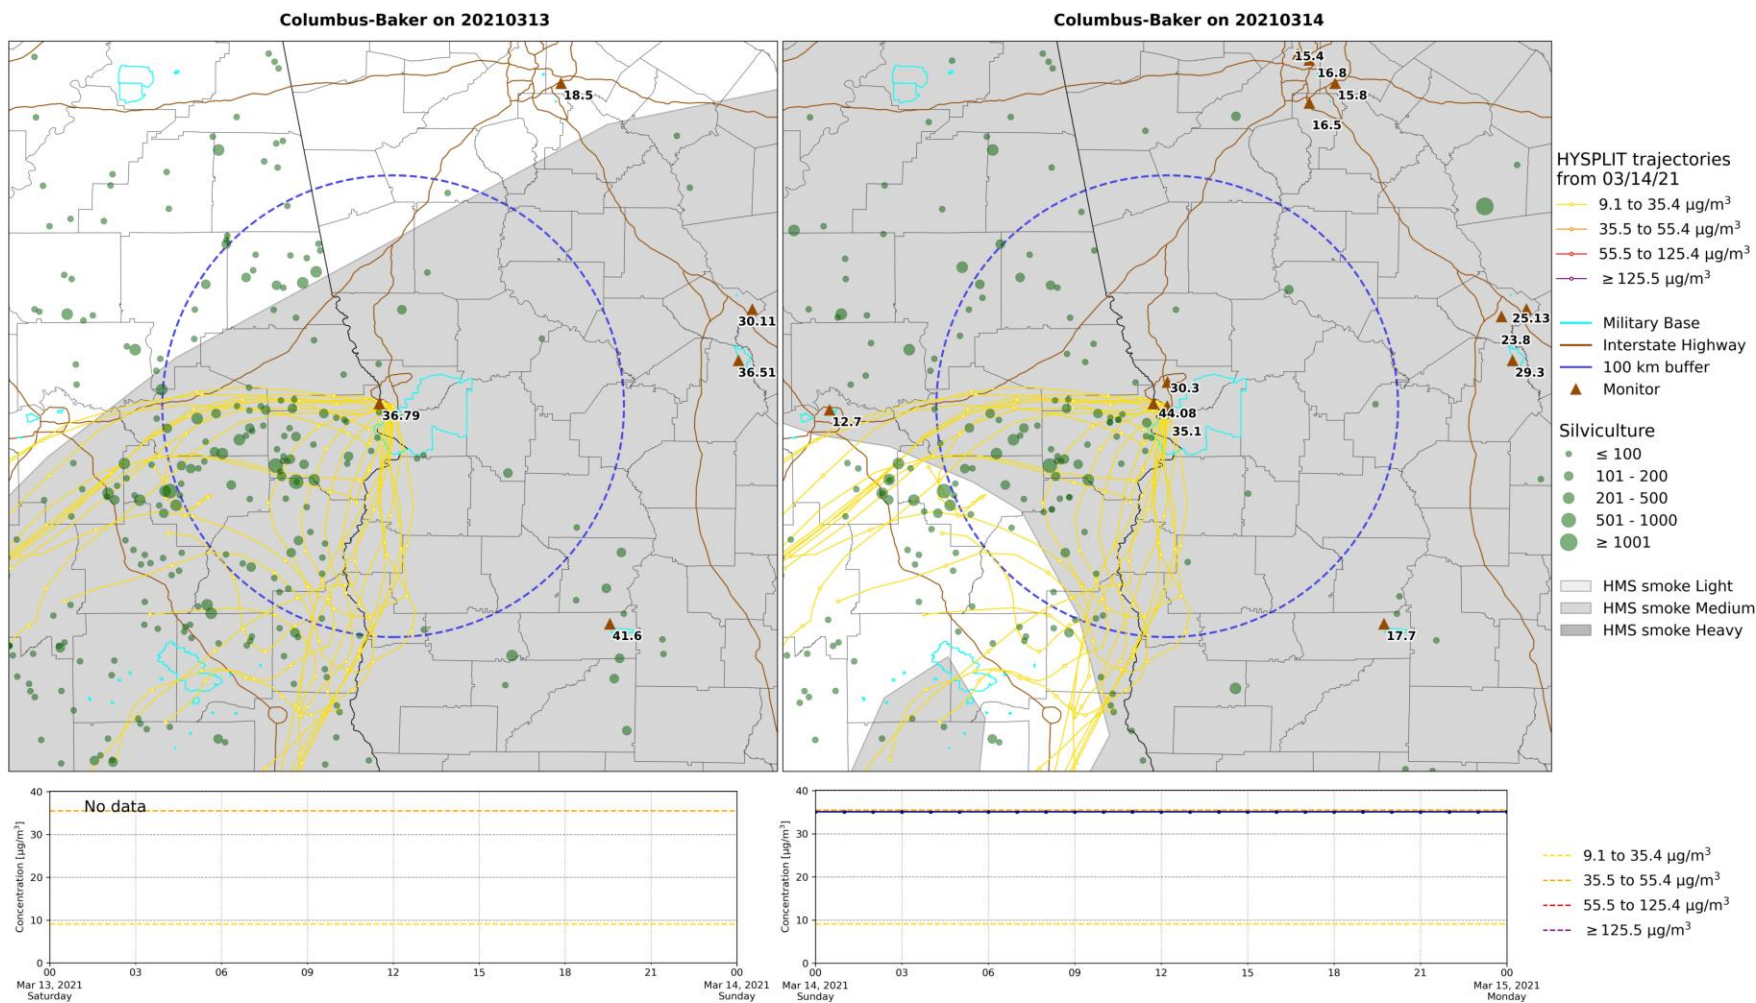 Columbus-Baker on 20210313
18.5
30.11
36.51
36.79
12.7
41.6
Columbus-Baker on 20210314
15.4
16.8
15.8
16.5
25.13
23.8
29.3
30.3
44.08
35.1
17.7
HYSPLIT trajectories
from 03/14/21
9.1 to 35.4 µg/m³
35.5 to 55.4 µg/m³
55.5 to 125.4 µg/m³
≥ 125.5 µg/m³
Military Base
Interstate Highway
100 km buffer
Monitor
Silviculture
≤ 100
101 - 200
201 - 500
501 - 1000
≥ 1001
HMS smoke Light
HMS smoke Medium
HMS smoke Heavy
Concentration [µg/m³]
40
30
20
10
0
No data
00
03
06
09
12
15
18
21
00
Mar 13, 2021
Saturday
Mar 14, 2021
Sunday
Concentration [µg/m³]
40
30
20
10
0
00
03
06
09
12
15
18
21
00
Mar 14, 2021
Sunday
Mar 15, 2021
Monday
9.1 to 35.4 µg/m³
35.5 to 55.4 µg/m³
55.5 to 125.4 µg/m³
≥ 125.5 µg/m³